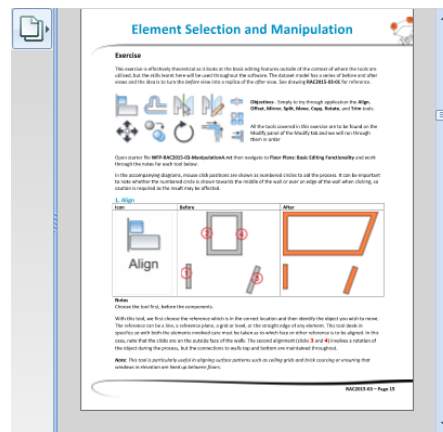 Element Selection and Manipulation
Exercise
This exercise is effectively theoretical as it looks at the basic editing features outside of the context of where the tools are
utilised, but the skills learnt here will be used throughout the software. The dataset model has a series of before and after
views and the idea is to turn the before view into a replica of the after view. See drawing RAC2015-03-01 for reference.
Objectives - Simply to try through application the Align,
Offset, Mirror, Split, Move, Copy, Rotate, and Trim tools.
All the tools covered in this exercise are to be found on the
Modify panel of the Modify tab and we will run through
them in order
Open starter file WFP-RAC2015-03-ManipulationA.rvt then navigate to Floor Plans: Basic Editing Functionality and work
through the notes for each tool below.
In the accompanying diagrams, mouse click positions are shown as numbered circles to aid the process. It can be important
to note whether the numbered circle is shown towards the middle of the wall or over an edge of the wall when clicking, so
caution is required as the result may be affected.
1. Align
Icon Before After
2 4
Align
1 3
Notes
Choose the tool first, before the components.
With this tool, we first choose the reference which is in the correct location and then identify the object you wish to move.
The reference can be a line, a reference plane, a grid or level, or the straight edge of any element. This tool deals in
specifics so with both the elements involved care must be taken as to which face or other reference is to be aligned. In this
case, note that the clicks are on the outside face of the walls. The second alignment (clicks 3 and 4) involves a rotation of
the object during the process, but the connections to walls top and bottom are maintained throughout.
Note: This tool is particularly useful in aligning surface patterns such as ceiling grids and brick coursing or ensuring that
windows in elevation are lined up between floors.
RAC2015-03 – Page 15